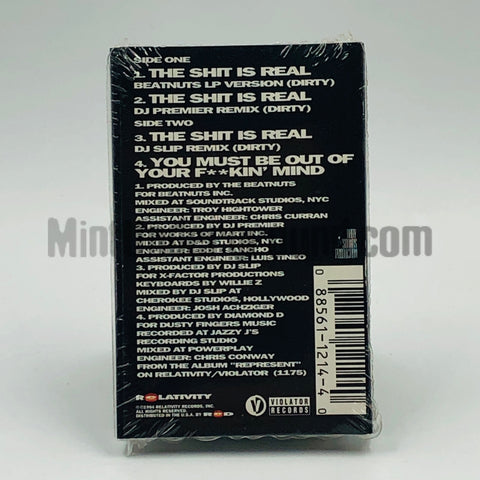 SIDE ONE
1. THE SHIT IS REAL
BEATNUTS LP VERSION (DIRTY)
2. THE SHIT IS REAL
DJ PREMIER REMIX (DIRTY)
SIDE TWO
3. THE SHIT IS REAL
DJ SLIP REMIX (DIRTY)
4. YOU MUST BE OUT OF
YOUR F**KIN' MIND
1. PRODUCED BY THE BEATNUTS
FOR BEATNUTS INC.
MIXED AT SOUNDTRACK STUDIOS, NYC
ENGINEER: TROY HIGHTOWER
ASSISTANT ENGINEER: CHRIS CURRAN
2. PRODUCED BY DJ PREMIER
FOR WORKS OF MART INC.
MIXED AT D&D STUDIOS, NYC
ENGINEER: EDDIE SANCHO
ASSISTANT ENGINEER: LUIS TINEO
3. PRODUCED BY DJ SLIP
FOR X-FACTOR PRODUCTIONS
KEYBOARDS BY WILLIE Z
MIXED BY DJ SLIP AT
CHEROKEE STUDIOS, HOLLYWOOD
ENGINEER: JOSH ACHZIGER
4. PRODUCED BY DIAMOND D
FOR DUSTY FINGERS MUSIC
RECORDED AT JAZZY J'S
RECORDING STUDIO
MIXED AT POWERPLAY
ENGINEER: CHRIS CONWAY
FROM THE ALBUM "REPRESENT"
ON RELATIVITY/VIOLATOR (1175)
0 88561-1214-4 0
RELATIVITY
1994 RELATIVITY RECORDS, INC.
ALL RIGHTS RESERVED.
DISTRIBUTED IN THE U.S.A. BY RED
V
VIOLATOR
RECORDS